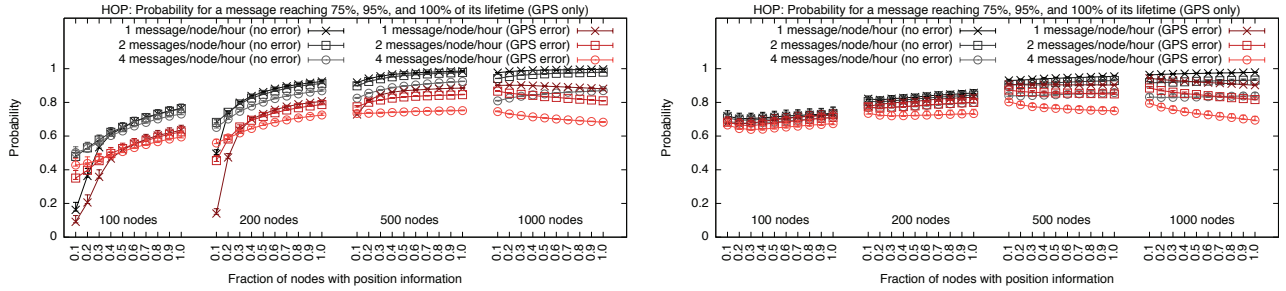 HOP: Probability for a message reaching 75%, 95%, and 100% of its lifetime (GPS only)
1 message/node/hour (no error)
2 messages/node/hour (no error)
4 messages/node/hour (no error)
1 message/node/hour (GPS error)
2 messages/node/hour (GPS error)
4 messages/node/hour (GPS error)
Probability
1
0.8
0.6
0.4
0.2
0
100 nodes
200 nodes
500 nodes
1000 nodes
0.1 0.2 0.3 0.4 0.5 0.6 0.7 0.8 0.9 1.0
0.1 0.2 0.3 0.4 0.5 0.6 0.7 0.8 0.9 1.0
0.1 0.2 0.3 0.4 0.5 0.6 0.7 0.8 0.9 1.0
0.1 0.2 0.3 0.4 0.5 0.6 0.7 0.8 0.9 1.0
Fraction of nodes with position information
HOP: Probability for a message reaching 75%, 95%, and 100% of its lifetime (GPS only)
1 message/node/hour (no error)
2 messages/node/hour (no error)
4 messages/node/hour (no error)
1 message/node/hour (GPS error)
2 messages/node/hour (GPS error)
4 messages/node/hour (GPS error)
Probability
1
0.8
0.6
0.4
0.2
0
100 nodes
200 nodes
500 nodes
1000 nodes
0.1 0.2 0.3 0.4 0.5 0.6 0.7 0.8 0.9 1.0
0.1 0.2 0.3 0.4 0.5 0.6 0.7 0.8 0.9 1.0
0.1 0.2 0.3 0.4 0.5 0.6 0.7 0.8 0.9 1.0
0.1 0.2 0.3 0.4 0.5 0.6 0.7 0.8 0.9 1.0
Fraction of nodes with position information